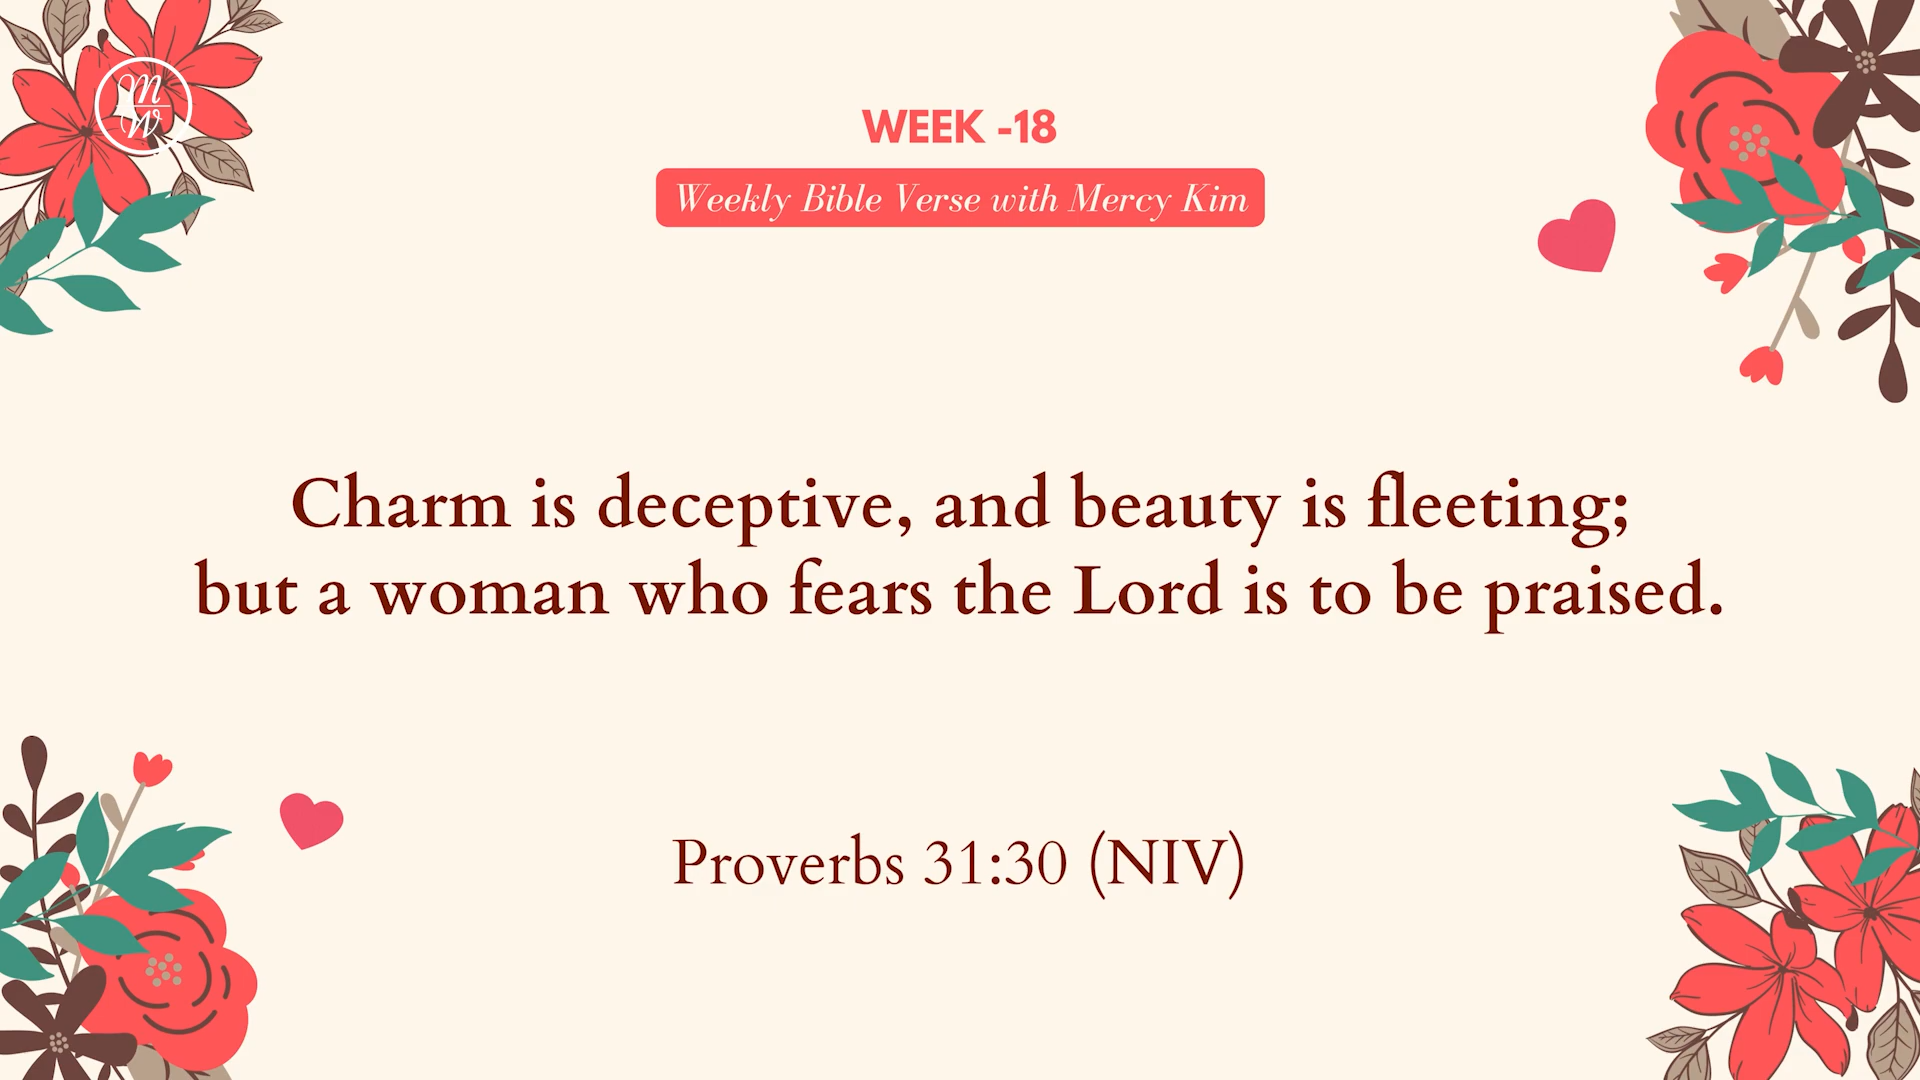 M
W
WEEK -18
Weekly Bible Verse with Mercy Kim
Charm is deceptive, and beauty is fleeting;
but a woman who fears the Lord is to be praised.
Proverbs 31:30 (NIV)